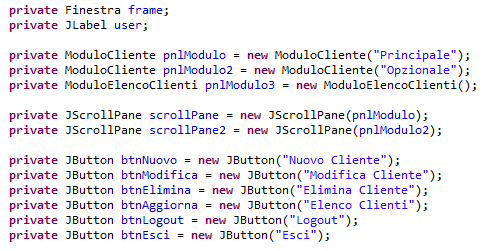 private Finestra frame;
private JLabel user;
private ModuloCliente pnlModulo = new ModuloCliente("Principale");
private ModuloCliente pnlModulo2 = new ModuloCliente("Opzionale");
private ModuloElencoClienti pnlModulo3 = new ModuloElencoClienti();
private JScrollPane scrollPane = new JScrollPane(pnlModulo);
private JScrollPane scrollPane2 = new JScrollPane(pnlModulo2);
private JButton btnNuovo = new JButton("Nuovo Cliente");
private JButton btnModifica = new JButton("Modifica Cliente");
private JButton btnElimina = new JButton("Elimina Cliente");
private JButton btnAggiorna = new JButton("Elenco Clienti");
private JButton btnLogout = new JButton("Logout");
private JButton btnEsci = new JButton("Esci");